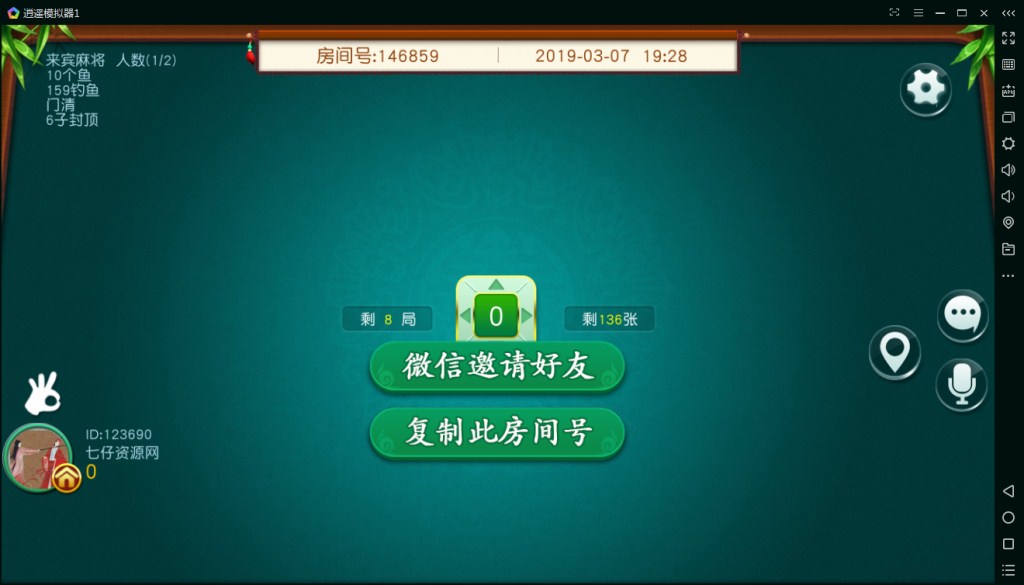 逍遥模拟器1
房间号:146859
2019-03-07 19:28
来宾麻将 人数(1/2)
10个鱼
159钓鱼
门清
6子封顶
剩 8 局
0
剩136张
微信邀请好友
复制此房间号
ID:123690
七仔资源网
0